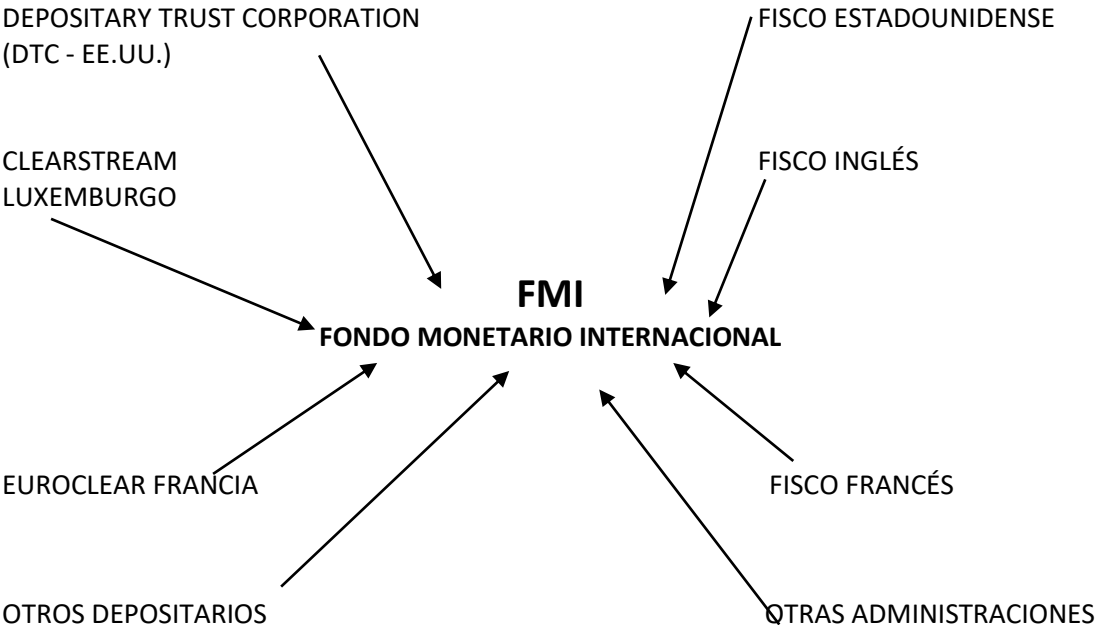 DEPOSITARY TRUST CORPORATION
(DTC - EE.UU.)
FISCO ESTADOUNIDENSE
CLEARSTREAM
LUXEMBURGO
FISCO INGLÉS
FMI
FONDO MONETARIO INTERNACIONAL
EUROCLEAR FRANCIA
FISCO FRANCÉS
OTROS DEPOSITARIOS
OTRAS ADMINISTRACIONES